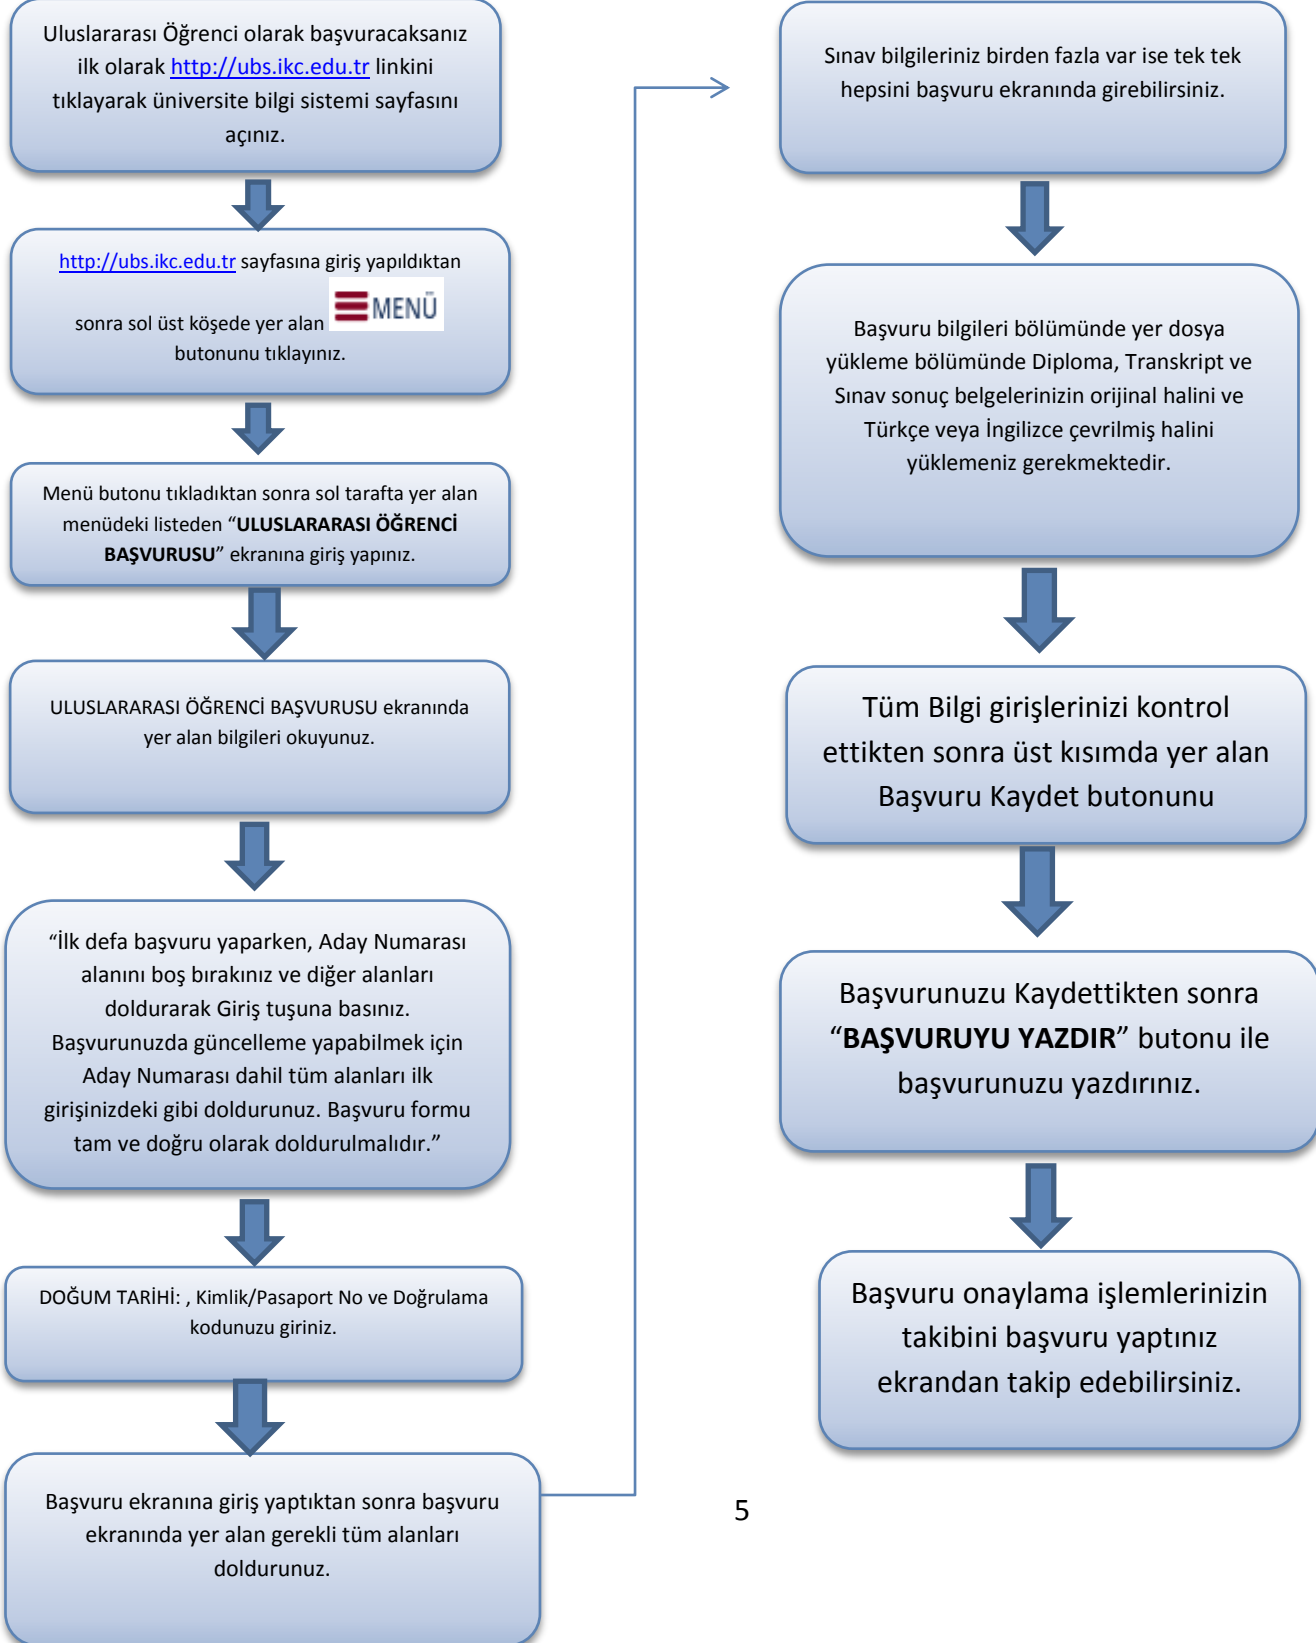 Uluslararası Öğrenci olarak başvuracaksanız
ilk olarak http://ubs.ikc.edu.tr linkini
tıklayarak üniversite bilgi sistemi sayfasını
açınız.
http://ubs.ikc.edu.tr sayfasına giriş yapıldıktan
sonra sol üst köşede yer alan MENÜ
butonunu tıklayınız.
Menü butonu tıkladıktan sonra sol tarafta yer alan
menüdeki listeden “ULUSLARARASI ÖĞRENCİ
BAŞVURUSU” ekranına giriş yapınız.
ULUSLARARASI ÖĞRENCİ BAŞVURUSU ekranında
yer alan bilgileri okuyunuz.
“İlk defa başvuru yaparken, Aday Numarası
alanını boş bırakınız ve diğer alanları
doldurarak Giriş tuşuna basınız.
Başvurunuzda güncelleme yapabilmek için
Aday Numarası dahil tüm alanları ilk
girişinizdeki gibi doldurunuz. Başvuru formu
tam ve doğru olarak doldurulmalıdır.”
DOĞUM TARİHİ: , Kimlik/Pasaport No ve Doğrulama
kodunuzu giriniz.
Başvuru ekranına giriş yaptıktan sonra başvuru
ekranında yer alan gerekli tüm alanları
doldurunuz.
Sınav bilgileriniz birden fazla var ise tek tek
hepsini başvuru ekranında girebilirsiniz.
Başvuru bilgileri bölümünde yer dosya
yükleme bölümünde Diploma, Transkript ve
Sınav sonuç belgelerinizin orijinal halini ve
Türkçe veya İngilizce çevrilmiş halini
yüklemeniz gerekmektedir.
Tüm Bilgi girişlerinizi kontrol
ettikten sonra üst kısımda yer alan
Başvuru Kaydet butonunu
Başvurunuzu Kaydettikten sonra
“BAŞVURUYU YAZDIR” butonu ile
başvurunuzu yazdırınız.
Başvuru onaylama işlemlerinizin
takibini başvuru yaptınız
ekrandan takip edebilirsiniz.
5